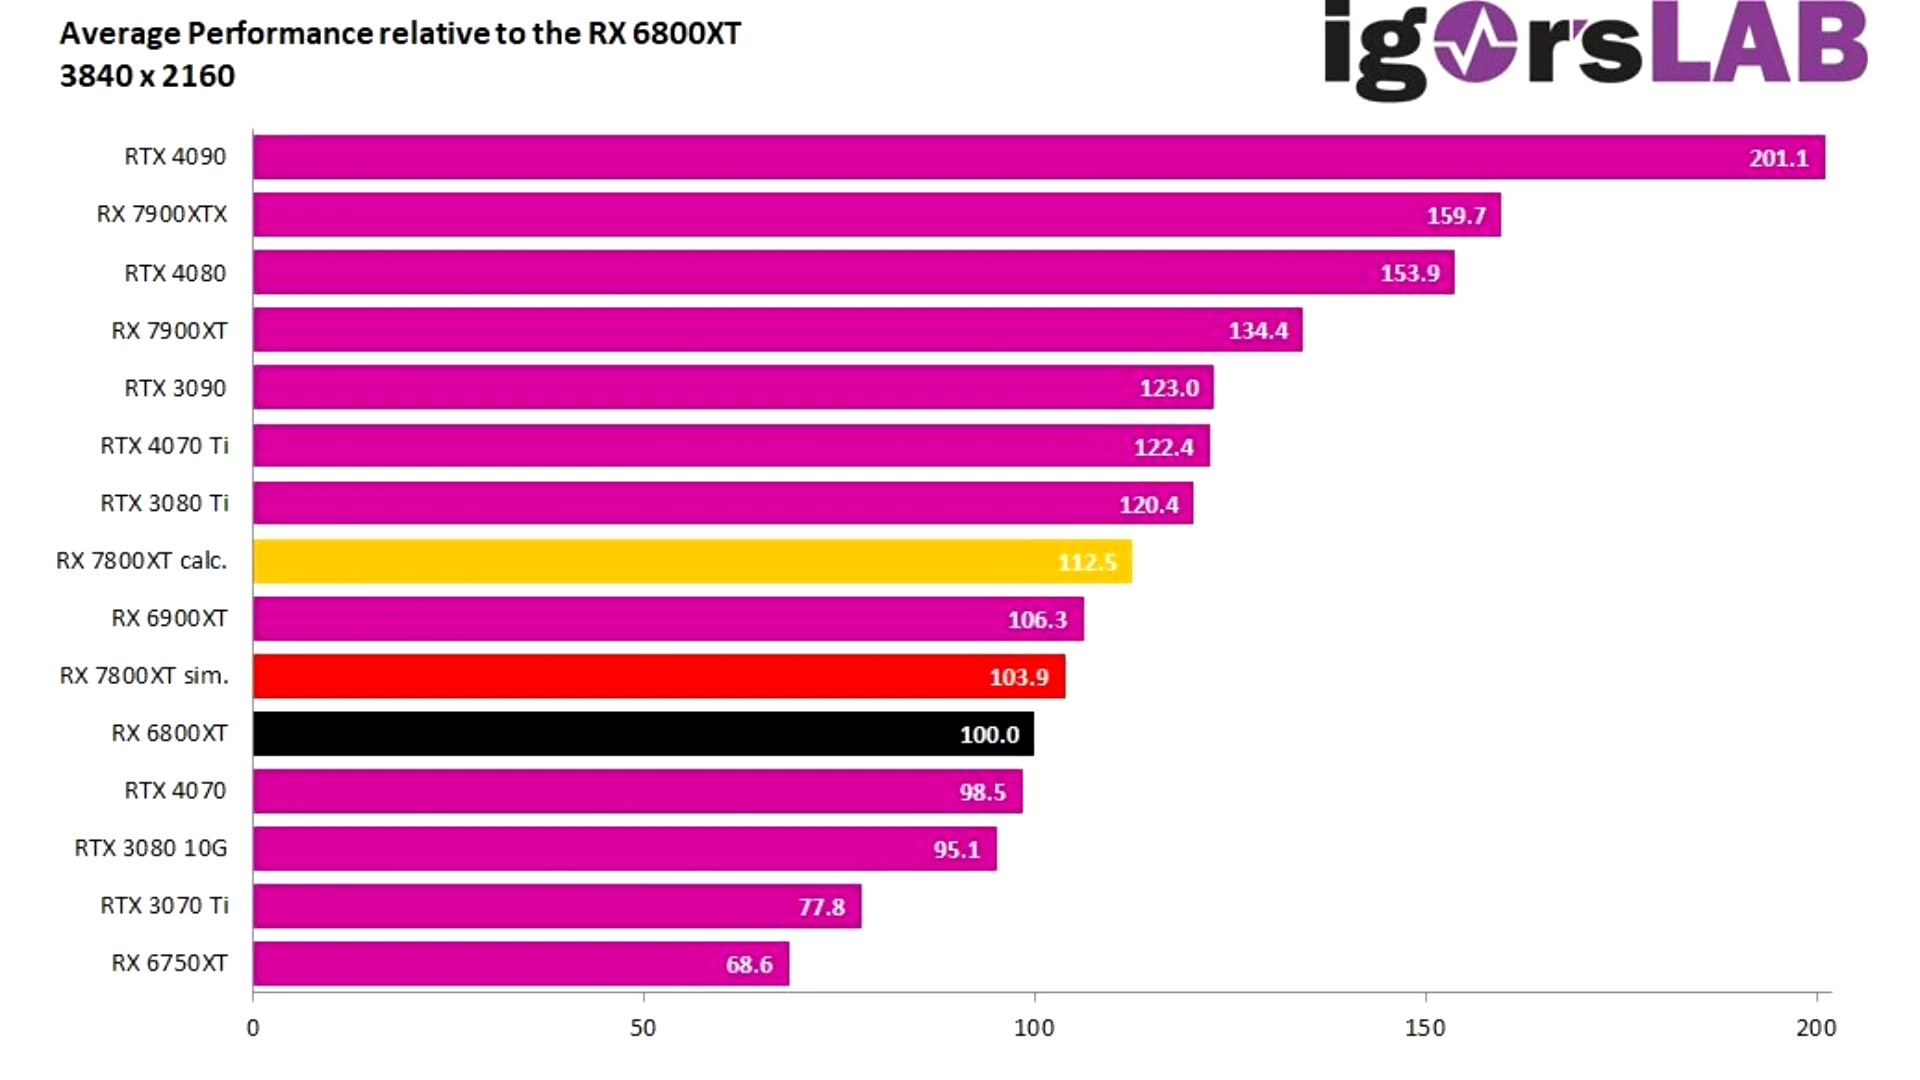 Average Performance relative to the RX 6800XT
3840 x 2160
igorsLAB
RTX 4090 201.1
RX 7900XTX 159.7
RTX 4080 153.9
RX 7900XT 134.4
RTX 3090 123.0
RTX 4070 Ti 122.4
RTX 3080 Ti 120.4
RX 7800XT calc. 112.5
RX 6900XT 106.3
RX 7800XT sim. 103.9
RX 6800XT 100.0
RTX 4070 98.5
RTX 3080 10G 95.1
RTX 3070 Ti 77.8
RX 6750XT 68.6
0 50 100 150 200